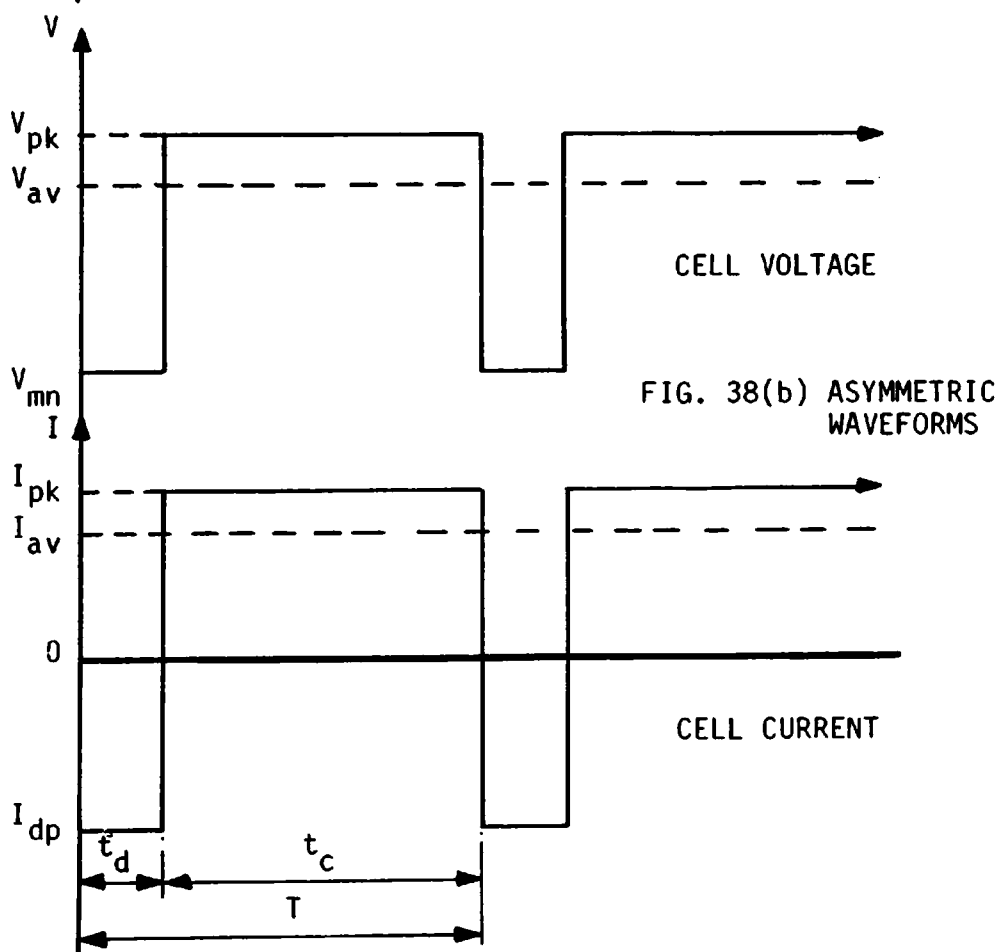 V
V_pk
V_av
CELL VOLTAGE
V_mn
FIG. 38(b) ASYMMETRIC
WAVEFORMS
I
I_pk
I_av
0
CELL CURRENT
I_dp
t_d
t_c
T